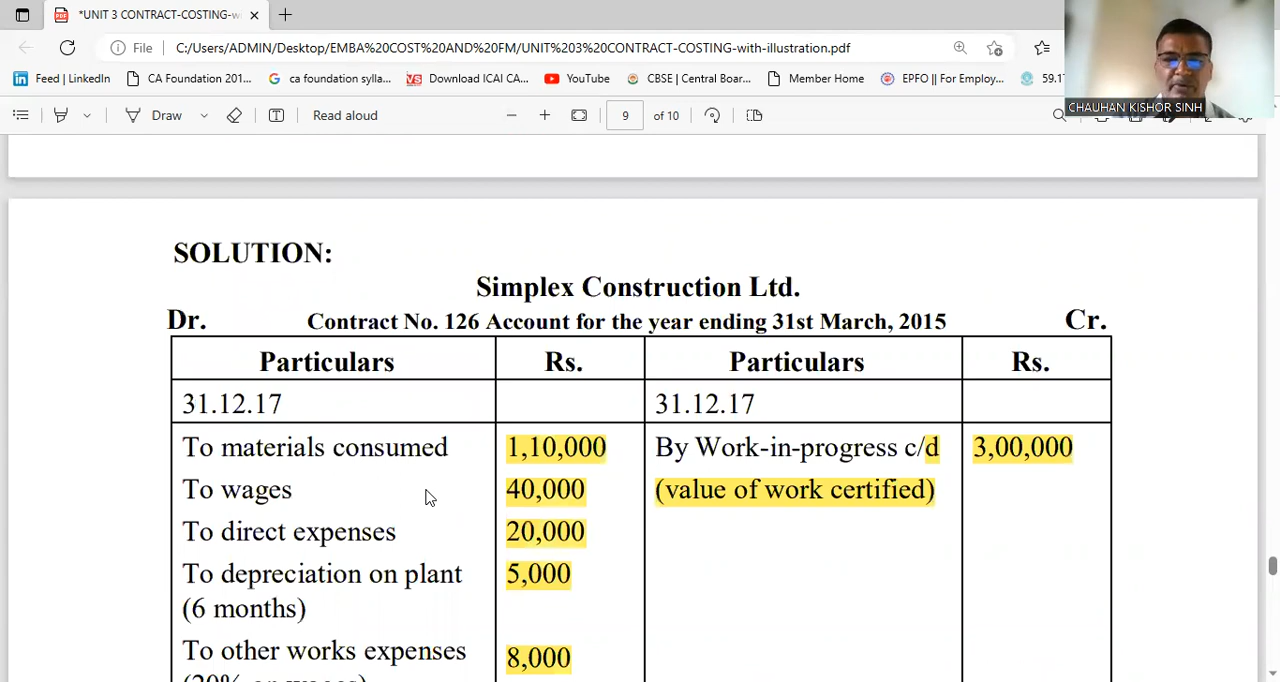 *UNIT 3 CONTRACT-COSTING-wi
File C:/Users/ADMIN/Desktop/EMBA%20COST%20AND%20FM/UNIT%203%20CONTRACT-COSTING-with-illustration.pdf
Feed | LinkedIn CA Foundation 201... ca foundation sylla... Download ICAI CA... YouTube CBSE | Central Boar... Member Home EPFO || For Employ... 59.1
CHAUHAN KISHOR SINH
Draw Read aloud 9 of 10
SOLUTION:
Simplex Construction Ltd.
Dr. Contract No. 126 Account for the year ending 31st March, 2015 Cr.
Particulars Rs. Particulars Rs.
31.12.17 31.12.17
To materials consumed 1,10,000 By Work-in-progress c/d 3,00,000
To wages 40,000 (value of work certified)
To direct expenses 20,000
To depreciation on plant 5,000
(6 months)
To other works expenses 8,000
(20% on wages)